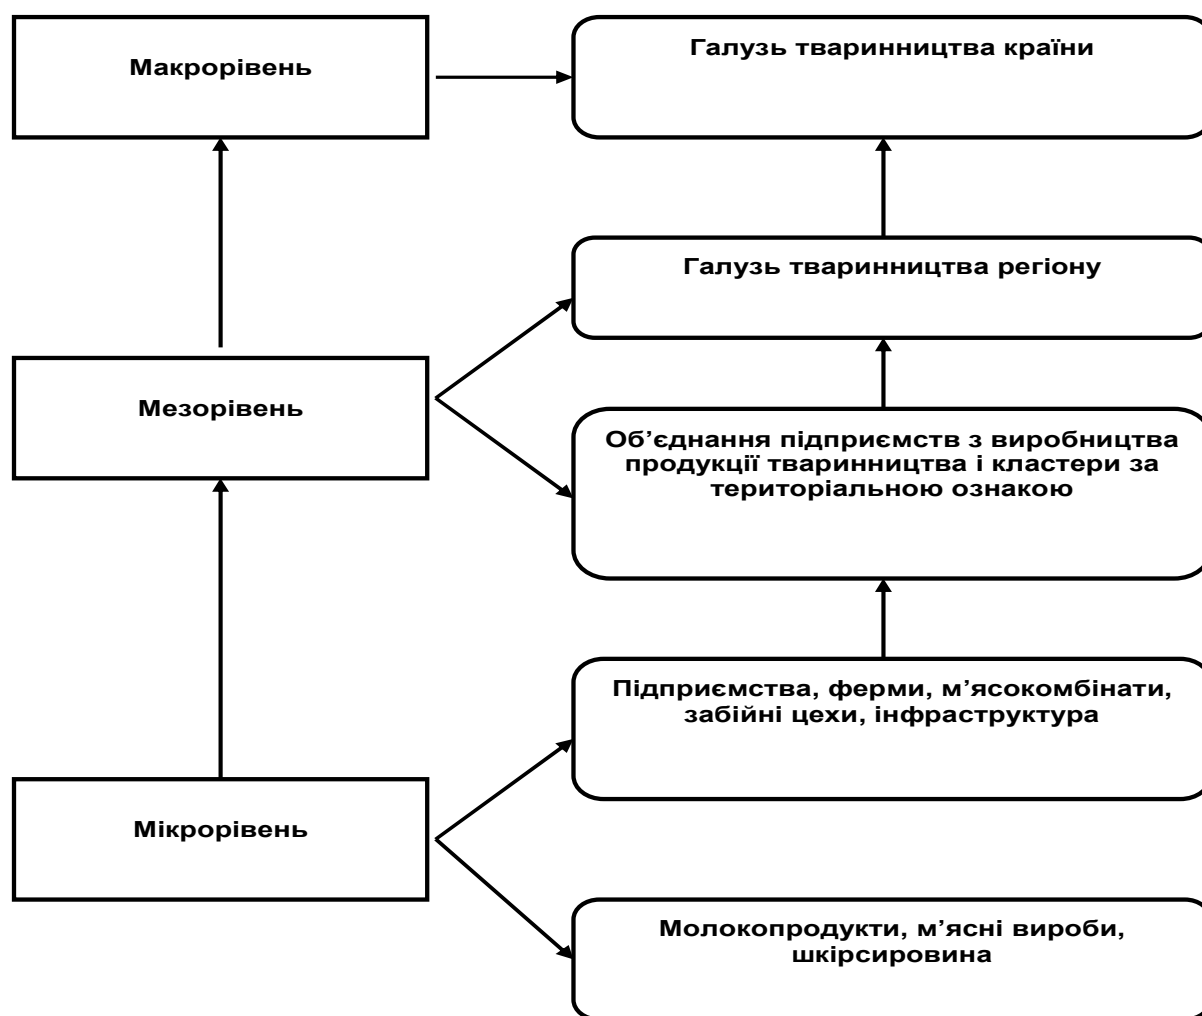 Макрорівень
Галузь тваринництва країни
Галузь тваринництва регіону
Мезорівень
Об’єднання підприємств з виробництва
продукції тваринництва і кластери за
територіальною ознакою
Підприємства, ферми, м’ясокомбінати,
забійні цехи, інфраструктура
Мікрорівень
Молокопродукти, м’ясні вироби,
шкірсировина